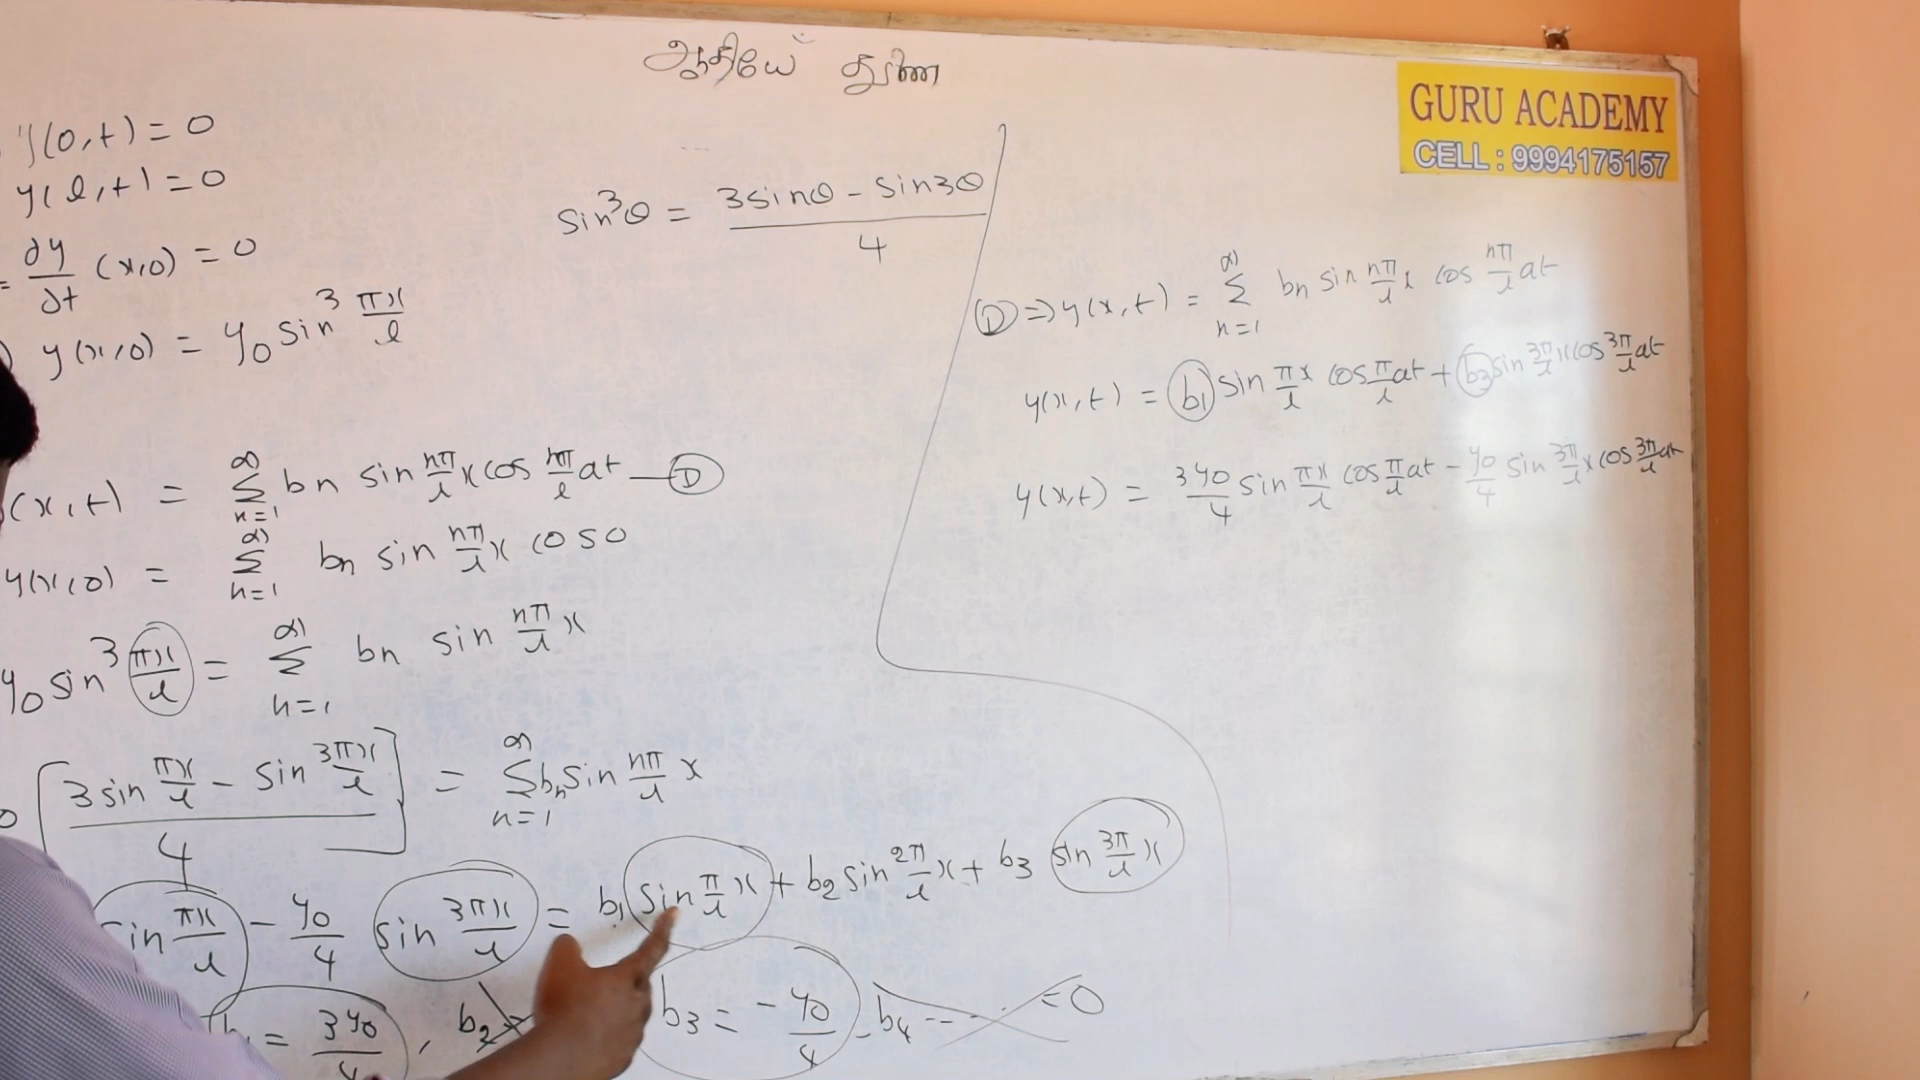 ஆதியே துணை
GURU ACADEMY
CELL : 9994175157
y(0,t) = 0
y(l,t) = 0
= ∂y/∂t (x,0) = 0
) y(x,0) = y₀ sin³ πx/l
sin³θ = (3sinθ - sin3θ)/4
(x,t) = Σ_{n=1}^{∞} bn sin nπ/l x cos nπ/l at — Ⓓ
y(x,0) = Σ_{n=1}^{∞} bn sin nπ/l x cos 0
y₀ sin³ πx/l = Σ_{n=1}^{∞} bn sin nπ/l x
[(3 sin πx/l - sin 3πx/l)/4] = Σ_{n=1}^{∞} bn sin nπ/l x
sin πx/l - y₀/4 sin 3πx/l = b₁ sin π/l x + b₂ sin 2π/l x + b₃ sin 3π/l x
= 3y₀/4 , b₂ b₃ = -y₀/4 - b₄ -- - = 0
Ⓓ ⇒ y(x,t) = Σ_{n=1}^{∞} bn sin nπ/l x cos nπ/l at
y(x,t) = b₁ sin π/l x cos π/l at + b₃ sin 3π/l x cos 3π/l at
y(x,t) = 3y₀/4 sin πx/l cos π/l at - y₀/4 sin 3π/l x cos 3π/l at